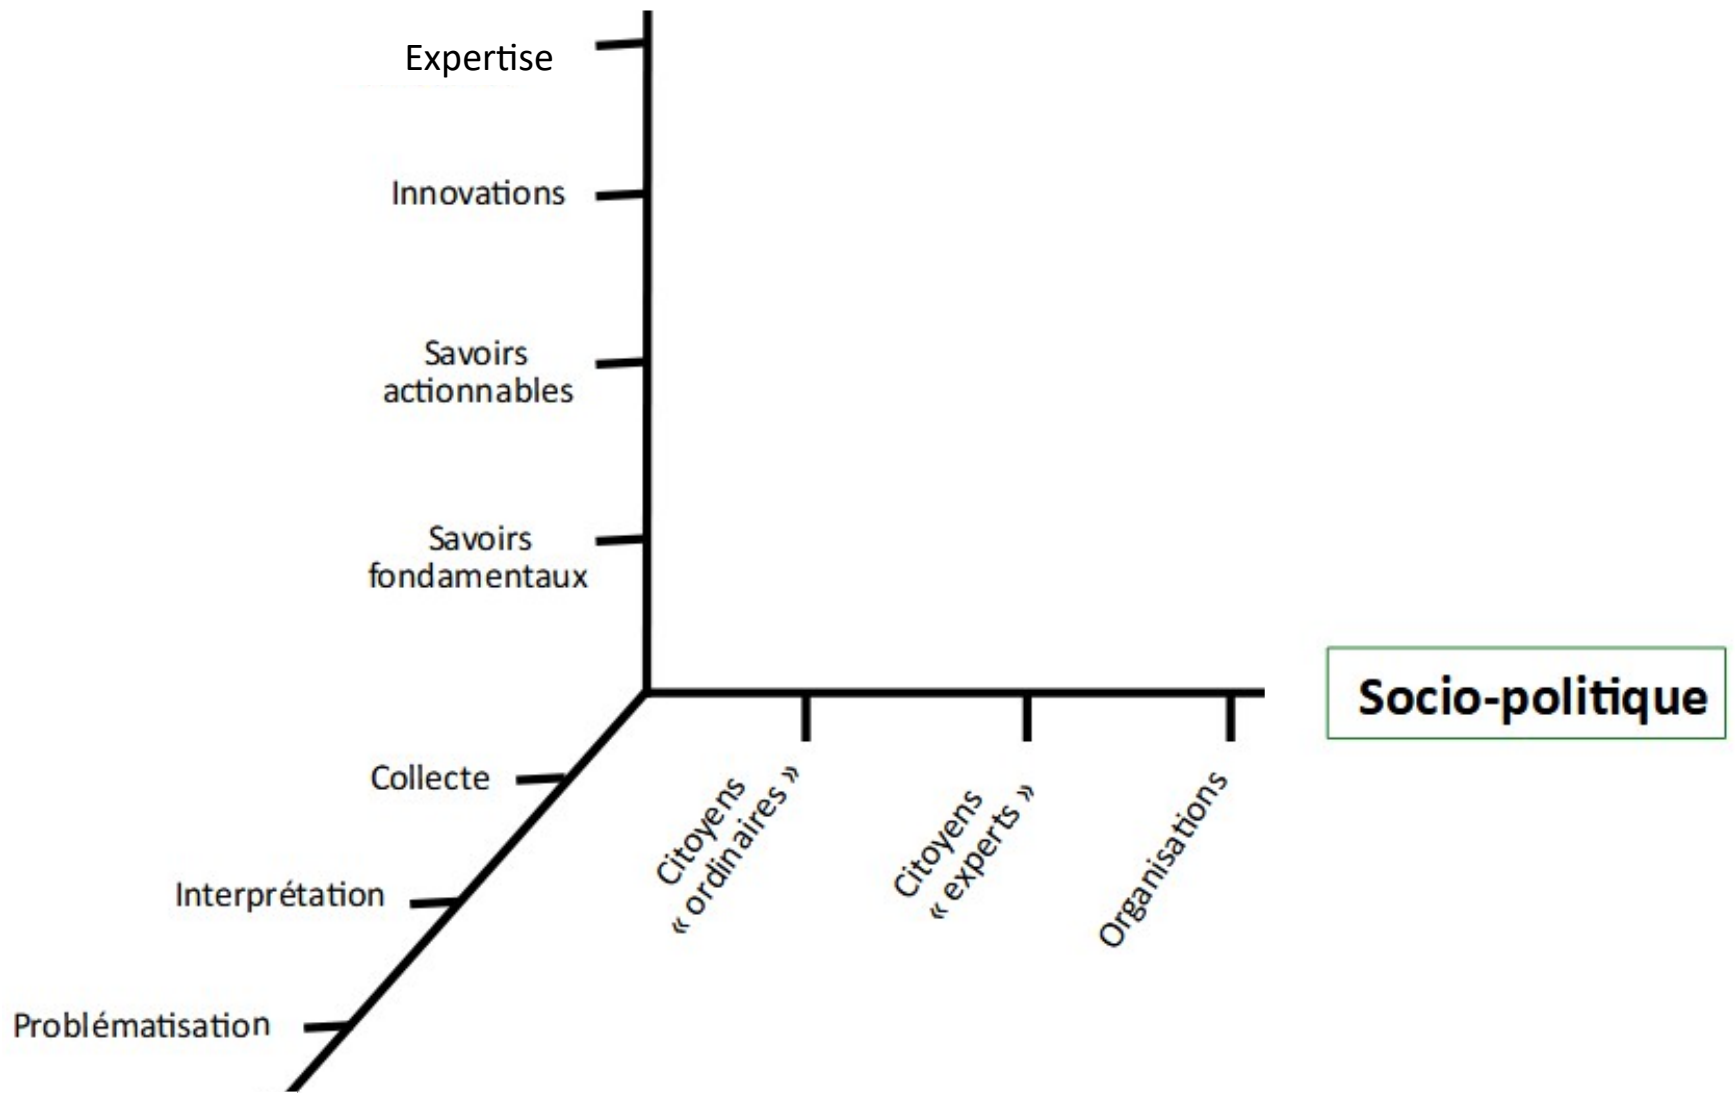 Expertise
Innovations
Savoirs
actionnables
Savoirs
fondamentaux
Socio-politique
Collecte
Interprétation
Problématisation
Citoyens
« ordinaires »
Citoyens
« experts »
Organisations